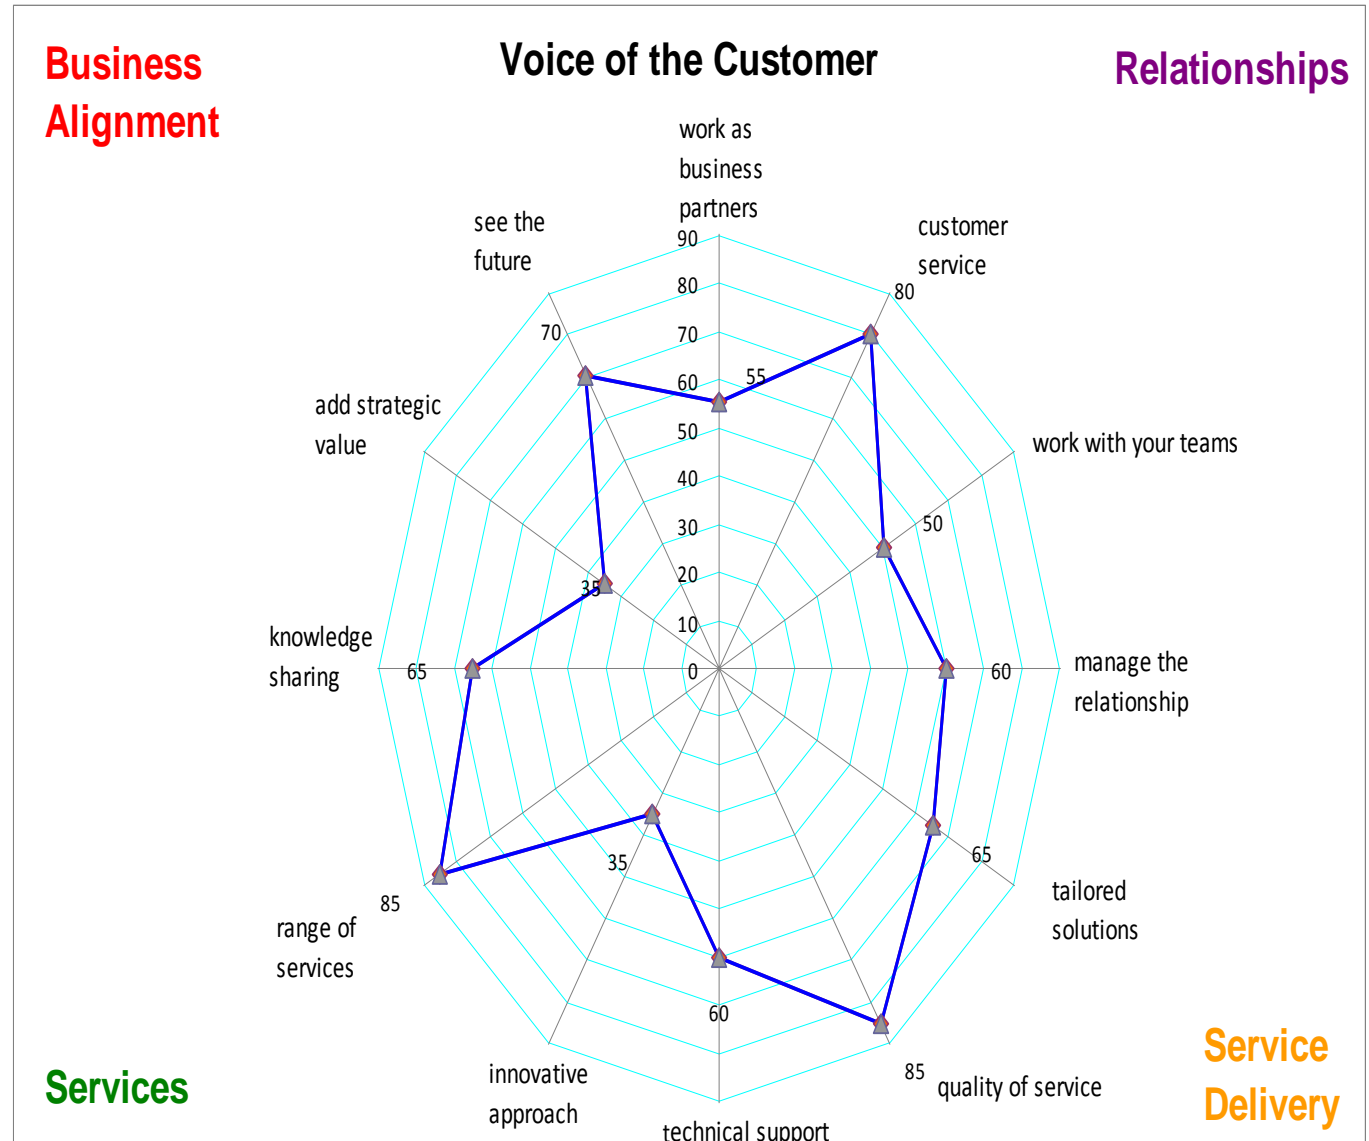 Business
Alignment
Voice of the Customer
Relationships
work as
business
partners
see the
future
customer
service
90
80
80
70
70
add strategic
value
60
55
50
work with your teams
40
50
30
35
20
10
knowledge
sharing
65
0
60
manage the
relationship
35
65
85
tailored
solutions
range of
services
60
innovative
approach
85
quality of service
technical support
Services
Service
Delivery